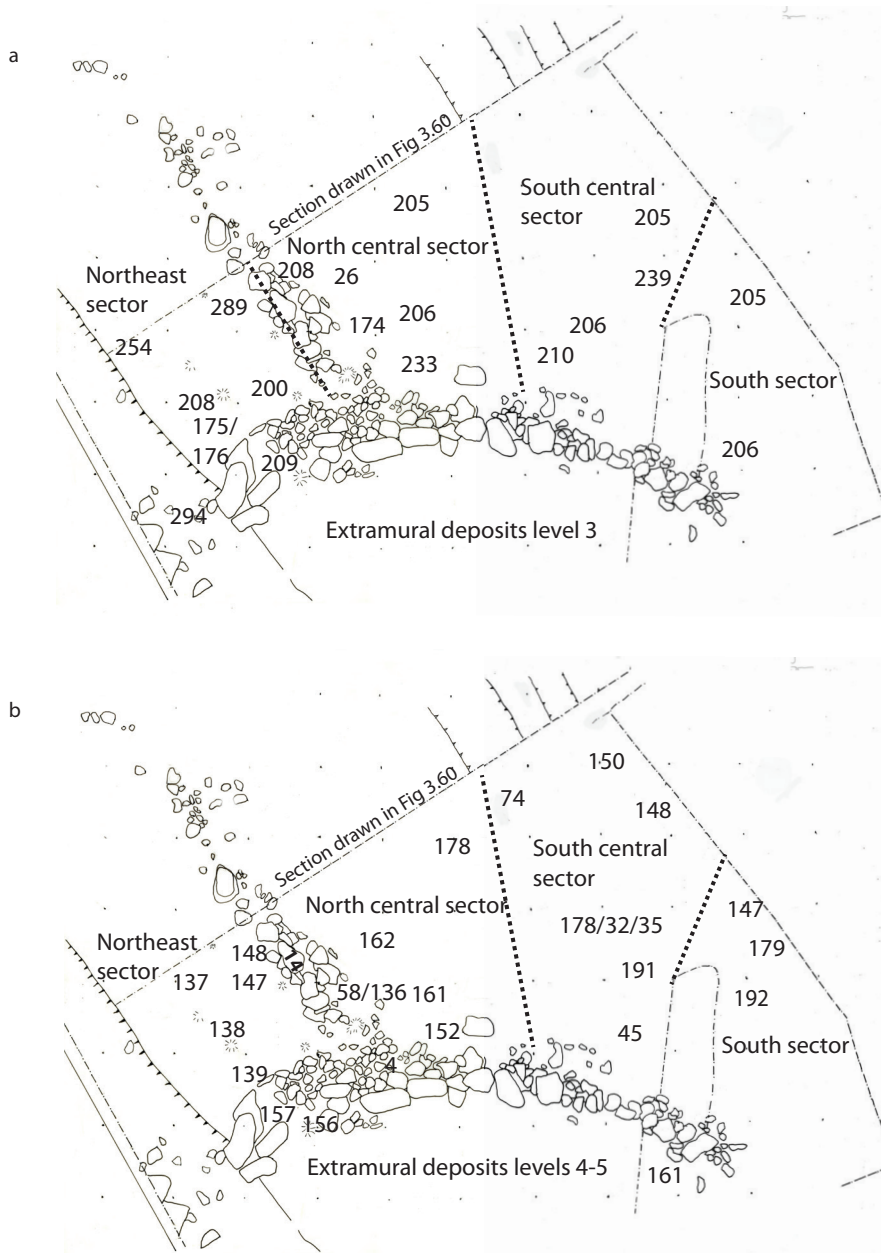 a
Section drawn in Fig 3.60
205
South central
sector
205
North central sector
208
26
239
205
Northeast
sector
289
174
206
206
254
233
210
South sector
208
200
175/
176
209
206
294
Extramural deposits level 3
b
150
Section drawn in Fig 3.60
74
148
178
South central
sector
North central sector
147
178/32/35
162
Northeast
sector
148
14
179
137
147
191
58/136
161
192
138
152
45
South sector
4
139
157
156
Extramural deposits levels 4-5
161